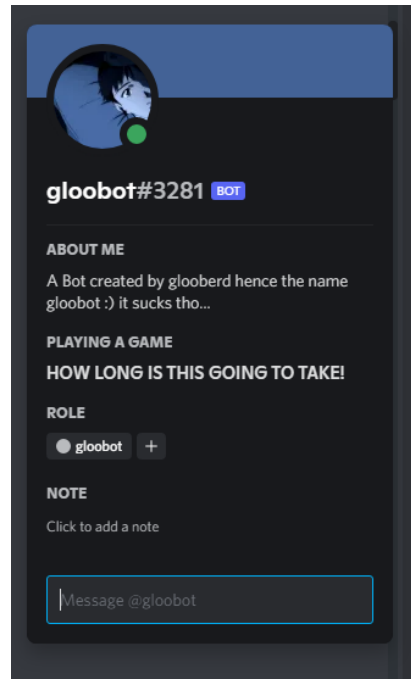 gloobot#3281 BOT
ABOUT ME
A Bot created by glooberd hence the name
gloobot :) it sucks tho...
PLAYING A GAME
HOW LONG IS THIS GOING TO TAKE!
ROLE
gloobot +
NOTE
Click to add a note
Message @gloobot